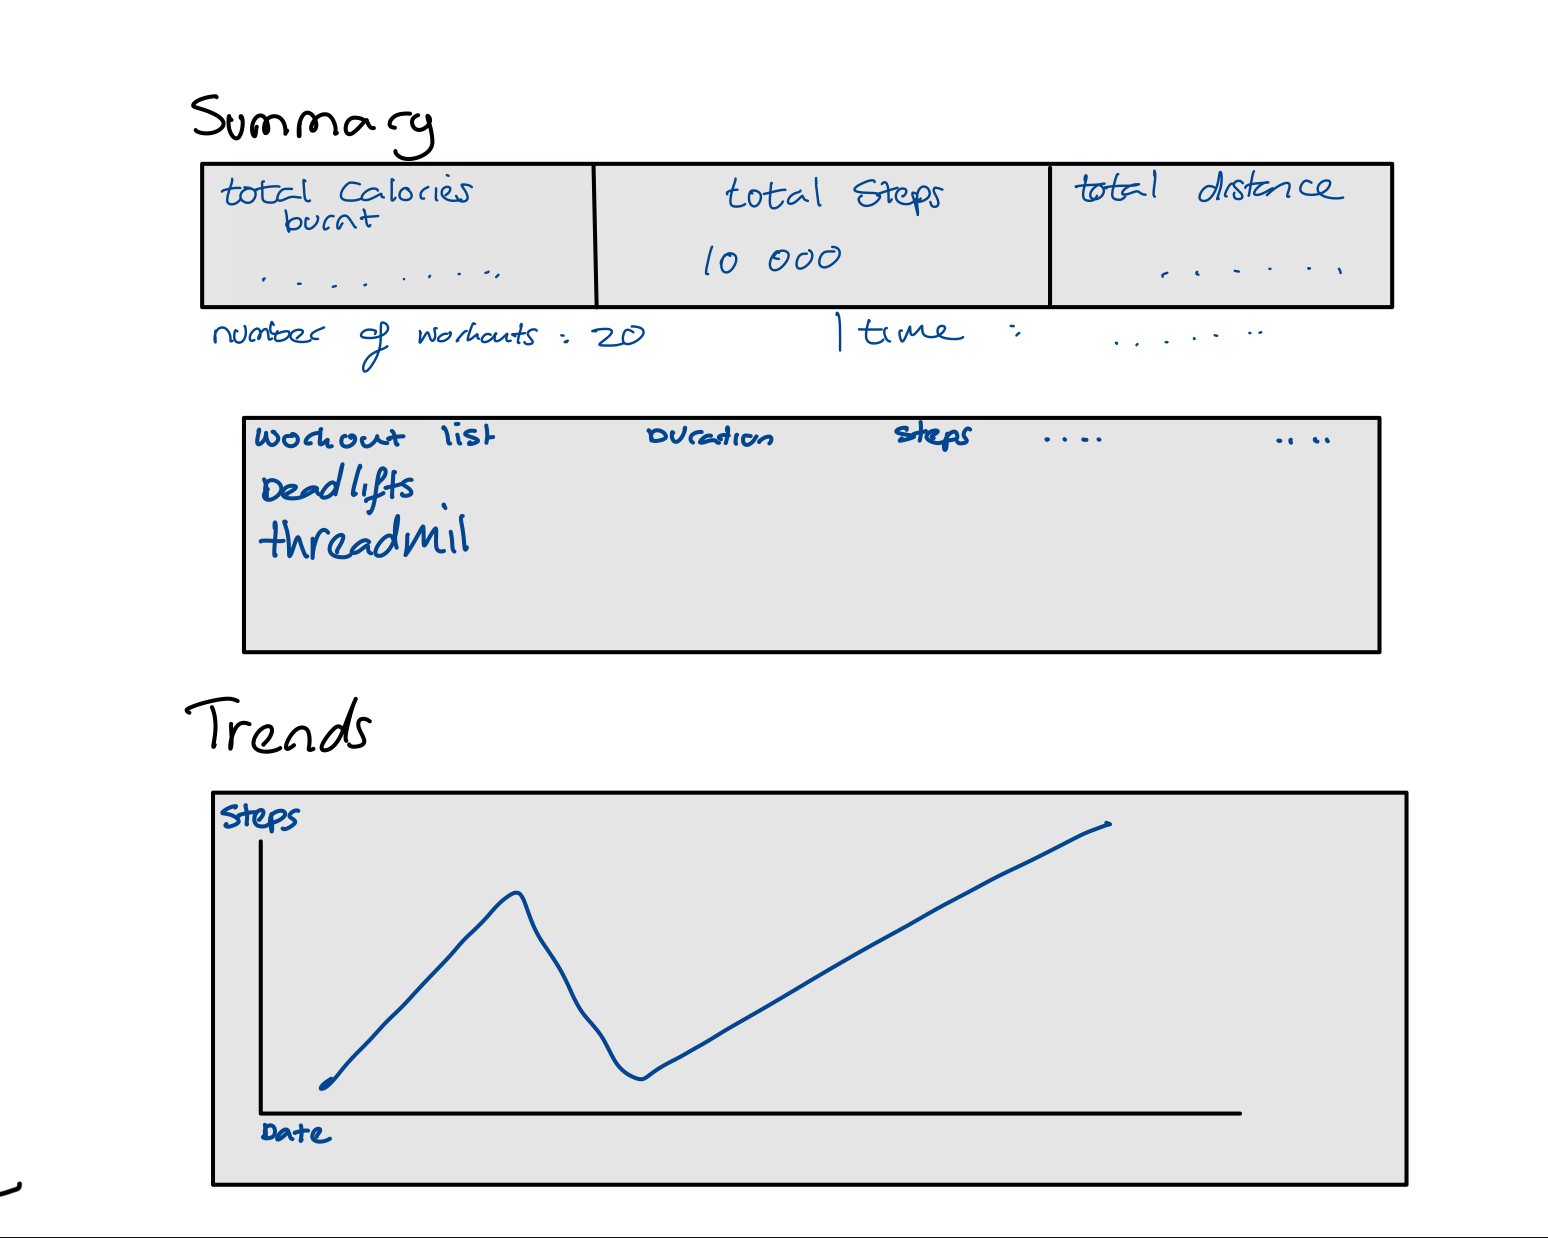 Summary
total Calories burnt
total Steps
10 000
total distance
number of workouts : 20 | time :
Workout list Duration steps .... ....
Deadlifts
threadmil
Trends
Steps
Date